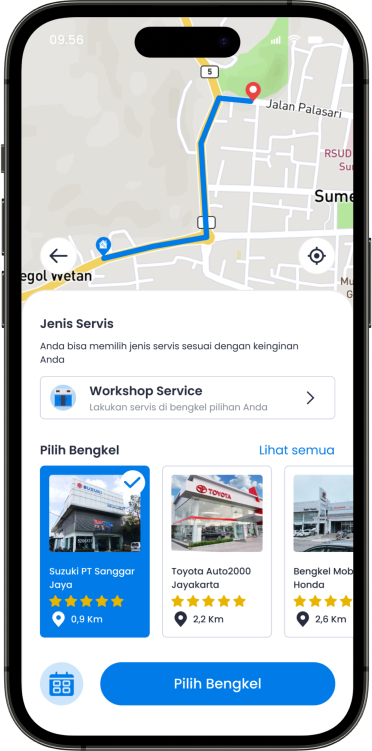 09.56
5
Jalan Palasari
RSUD
Su
Sume
egol Wetan
Mu
G
Jenis Servis
Anda bisa memilih jenis servis sesuai dengan keinginan
Anda
Workshop Service
Lakukan servis di bengkel pilihan Anda
Pilih Bengkel
Lihat semua
SUZUKI
TOYOTA
Suzuki PT Sanggar
Jaya
0,9 Km
Toyota Auto2000
Jayakarta
2,2 Km
Bengkel Mob
Honda
2,6 Km
Pilih Bengkel